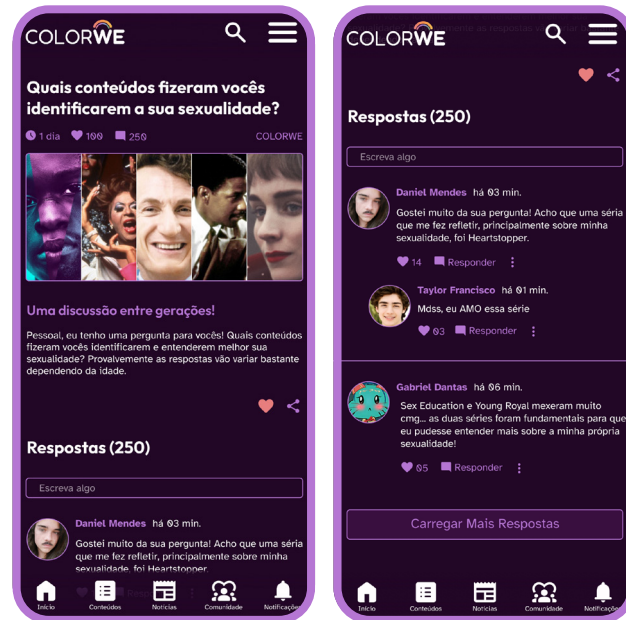 COLORWE
Quais conteúdos fizeram vocês
identificarem a sua sexualidade?
1 dia 100 250 COLORWE
Uma discussão entre gerações!
Pessoal, eu tenho uma pergunta para vocês! Quais conteúdos
fizeram vocês identificarem e entenderem melhor sua
sexualidade? Provalvemente as respostas vão variar bastante
dependendo da idade.
Respostas (250)
Escreva algo
Daniel Mendes há 03 min.
Gostei muito da sua pergunta! Acho que uma séria
que me fez refletir, principalmente sobre minha
sexualidade, foi Heartstopper.
Início Conteúdos Notícias Comunidade Notificações
COLORWE
Respostas (250)
Escreva algo
Daniel Mendes há 03 min.
Gostei muito da sua pergunta! Acho que uma séria
que me fez refletir, principalmente sobre minha
sexualidade, foi Heartstopper.
14 Responder
Taylor Francisco há 01 min.
Mdss, eu AMO essa série
03 Responder
Gabriel Dantas há 06 min.
Sex Education e Young Royal mexeram muito
cmg... as duas séries foram fundamentais para que
eu pudesse entender mais sobre a minha própria
sexualidade!
05 Responder
Carregar Mais Respostas
Início Conteúdos Notícias Comunidade Notificações